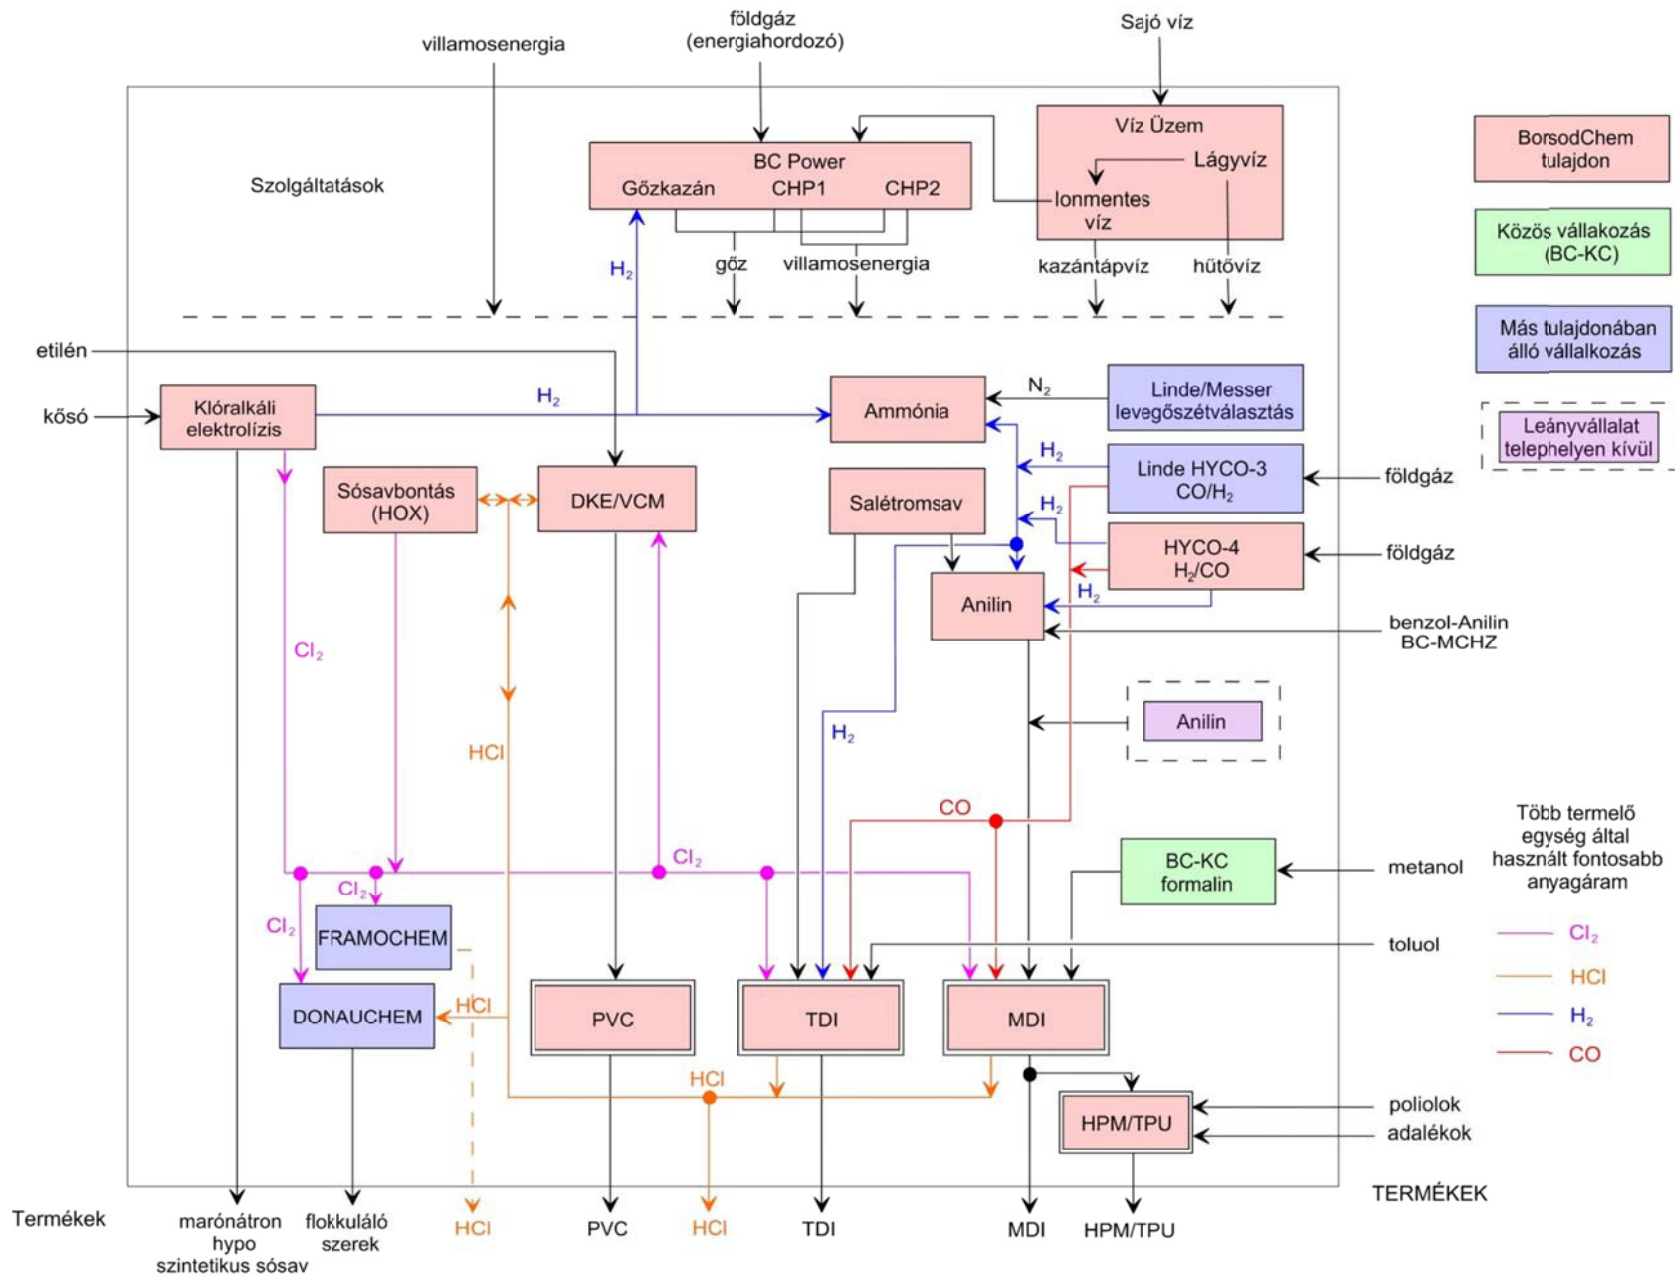 földgáz
(energiahordozó)
Sajó víz
villamosenergia
Víz Üzem
Lágyvíz
Ionmentes
víz
BC Power
Gőzkazán
CHP1
CHP2
Szolgáltatások
H₂
gőz
villamosenergia
kazántápvíz
hűtővíz
BorsodChem
tulajdon
Közös vállakozás
(BC-KC)
Más tulajdonában
álló vállalkozás
Leányvállalat
telephelyen kívül
etilén
kősó
Klóralkáli
elektrolízis
H₂
Ammónia
N₂
Linde/Messer
levegőszétválasztás
H₂
Linde HYCO-3
CO/H₂
földgáz
Sósavbontás
(HOX)
DKE/VCM
Salétromsav
H₂
HYCO-4
H₂/CO
földgáz
Anilin
H₂
benzol-Anilin
BC-MCHZ
Cl₂
HCl
H₂
Anilin
CO
Cl₂
BC-KC
formalin
metanol
Több termelő
egység által
használt fontosabb
anyagáram
Cl₂
HCl
H₂
CO
Cl₂
Cl₂
FRAMOCHEM
toluol
HCl
DONAUCHEM
PVC
TDI
MDI
HCl
HPM/TPU
poliolok
adalékok
Termékek
marónátron
hypo
szintetikus sósav
flokkuláló
szerek
HCl
PVC
HCl
TDI
MDI
HPM/TPU
TERMÉKEK